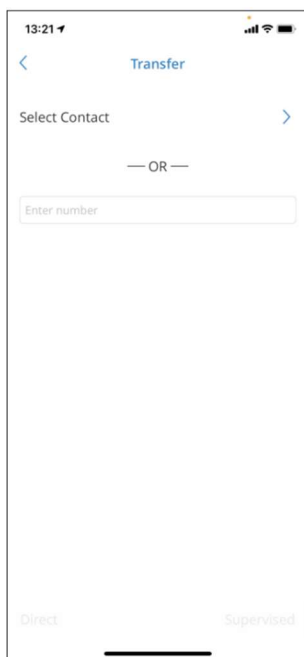 13:21
Transfer
Select Contact
— OR —
Enter number
Direct Supervised